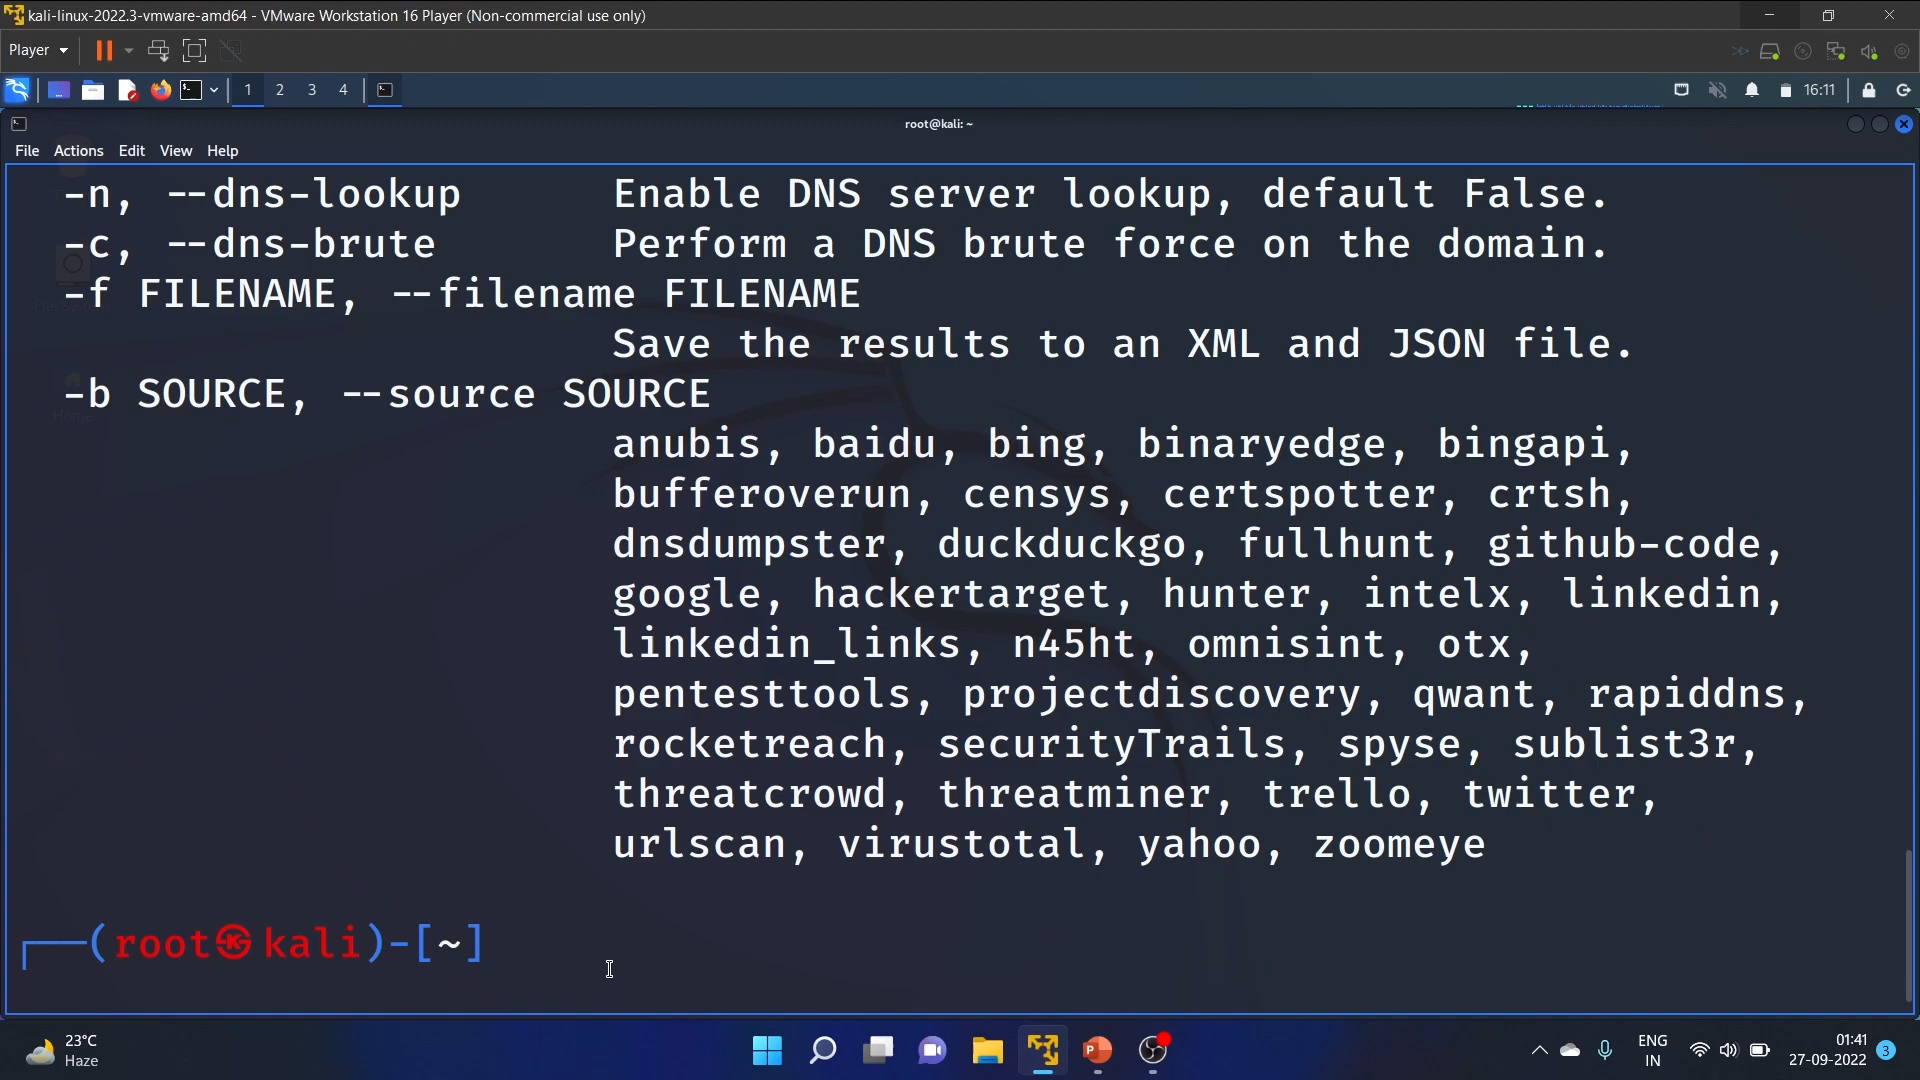 kali-linux-2022.3-vmware-amd64 - VMware Workstation 16 Player (Non-commercial use only)
Player
1 2 3 4
16:11
root@kali: ~
File Actions Edit View Help
-n, --dns-lookup Enable DNS server lookup, default False.
-c, --dns-brute Perform a DNS brute force on the domain.
-f FILENAME, --filename FILENAME
Save the results to an XML and JSON file.
-b SOURCE, --source SOURCE
anubis, baidu, bing, binaryedge, bingapi,
bufferoverun, censys, certspotter, crtsh,
dnsdumpster, duckduckgo, fullhunt, github-code,
google, hackertarget, hunter, intelx, linkedin,
linkedin_links, n45ht, omnisint, otx,
pentesttools, projectdiscovery, qwant, rapiddns,
rocketreach, securityTrails, spyse, sublist3r,
threatcrowd, threatminer, trello, twitter,
urlscan, virustotal, yahoo, zoomeye
┌──(root㉿kali)-[~]
23°C
Haze
ENG
IN
01:41
27-09-2022
3